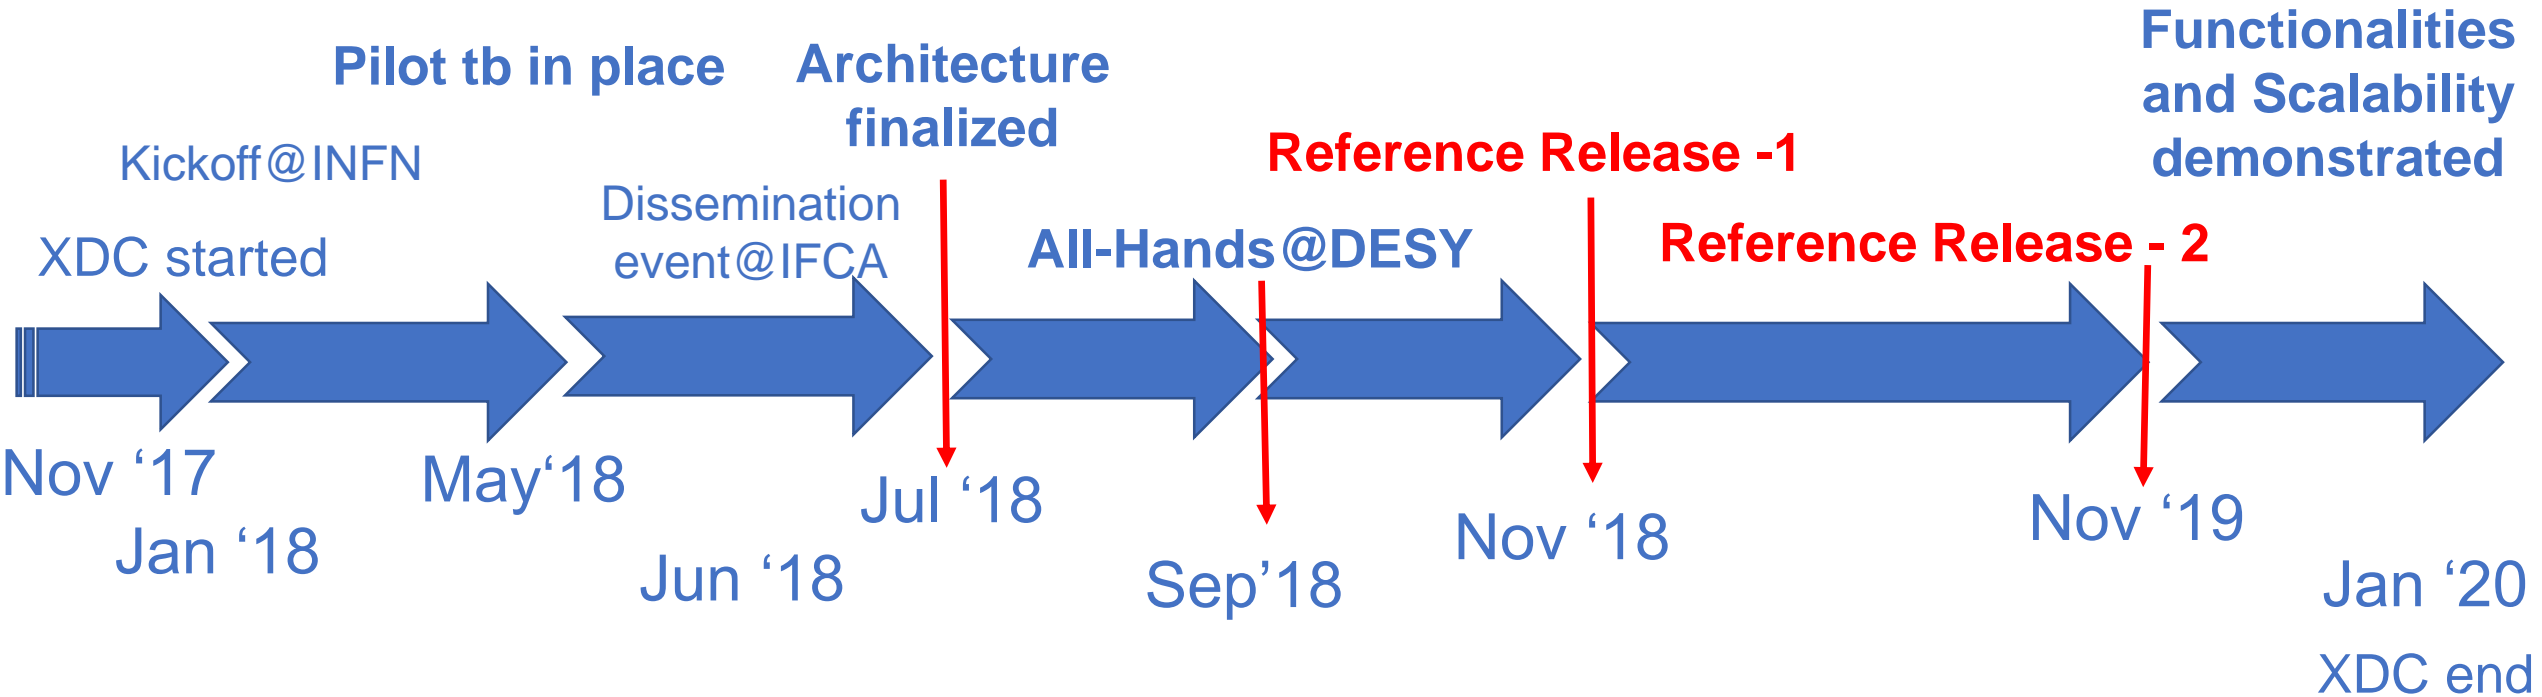 Functionalities
and Scalability
demonstrated
Pilot tb in place
Architecture
finalized
Kickoff@INFN
Reference Release -1
Dissemination
event@IFCA
XDC started
All-Hands@DESY
Reference Release - 2
Nov ‘17
May‘18
Jul ‘18
Nov ‘18
Nov ‘19
Jan ‘18
Jun ‘18
Sep’18
Jan ‘20
XDC end